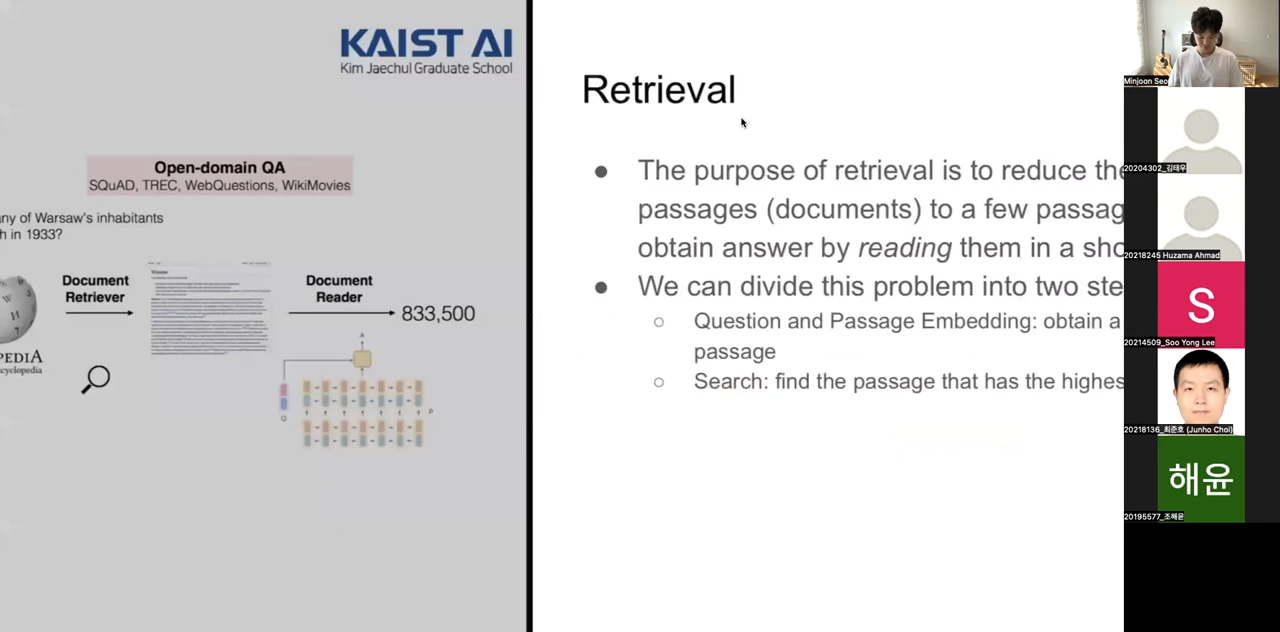 KAIST AI
Kim Jaechul Graduate School
Open-domain QA
SQuAD, TREC, WebQuestions, WikiMovies
ny of Warsaw's inhabitants
h in 1933?
Document
Retriever
Document
Reader
833,500
PEDIA
cyclopedia
A
Q
P
Retrieval
● The purpose of retrieval is to reduce the
passages (documents) to a few passag
obtain answer by reading them in a sho
● We can divide this problem into two ste
○ Question and Passage Embedding: obtain a
passage
○ Search: find the passage that has the highes
Minjoon Seo
20204302_김태우
20218245 Huzama Ahmad
S
20214509_Soo Yong Lee
20218136_최준호 (Junho Choi)
해윤
20195577_조해윤